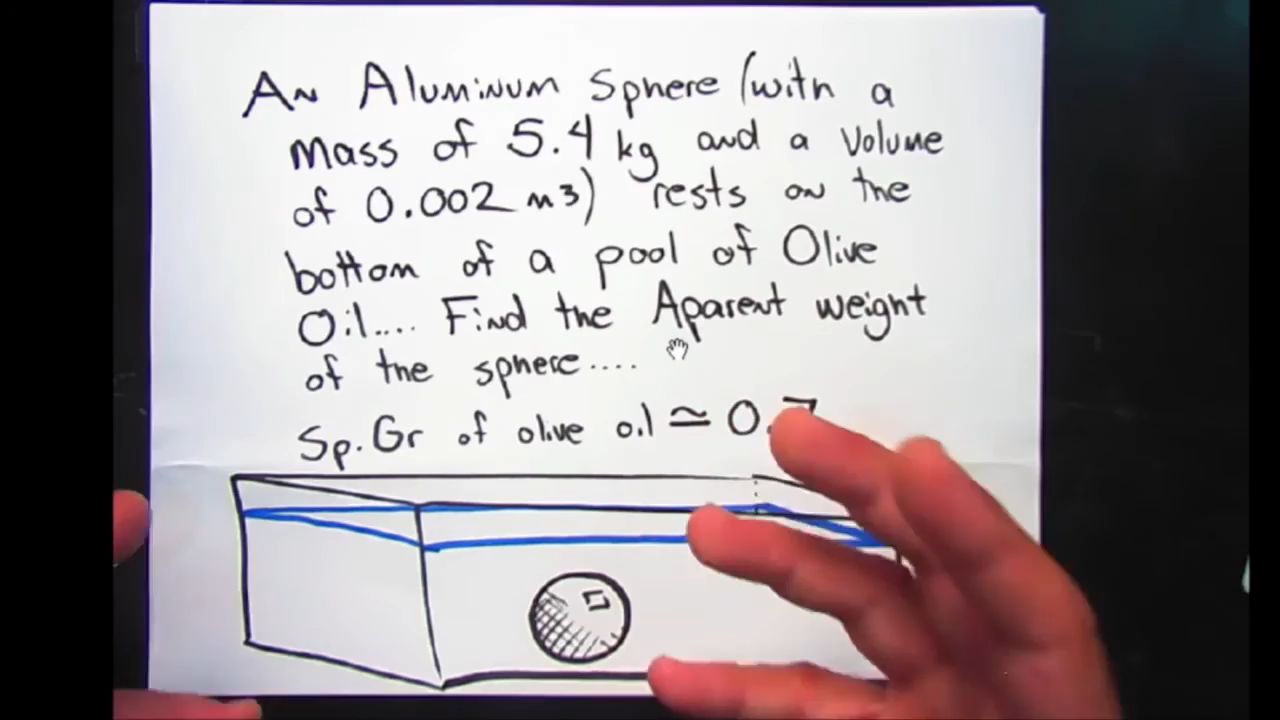 An Aluminum Sphere (with a
Mass of 5.4 kg and a Volume
of 0.002 m3) rests on the
bottom of a pool of Olive
Oil.... Find the Aparent weight
of the sphere....
Sp. Gr of olive oil ≃ 0.